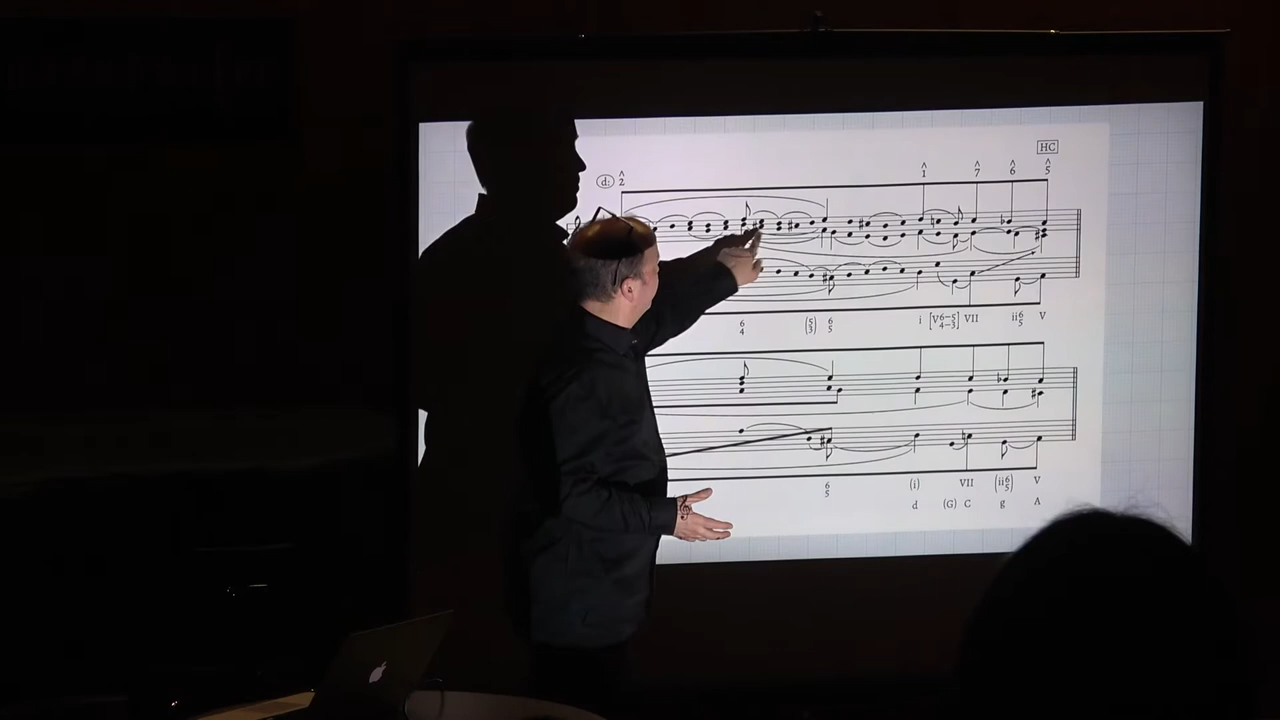 HC
d: ^2 ^1 ^7 ^6 ^5
6/4 (5/3) 6/5 i [V6–5/4–3] VII ii6/5 V
6/5 (i) VII (ii6/5) V
d (G) C g A